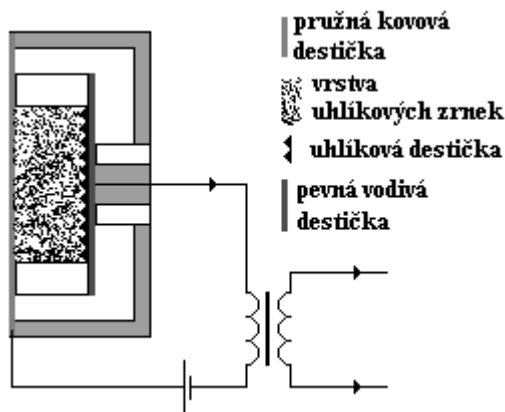 pružná kovová
destička
vrstva
uhlíkových zrnek
uhlíková destička
pevná vodivá
destička